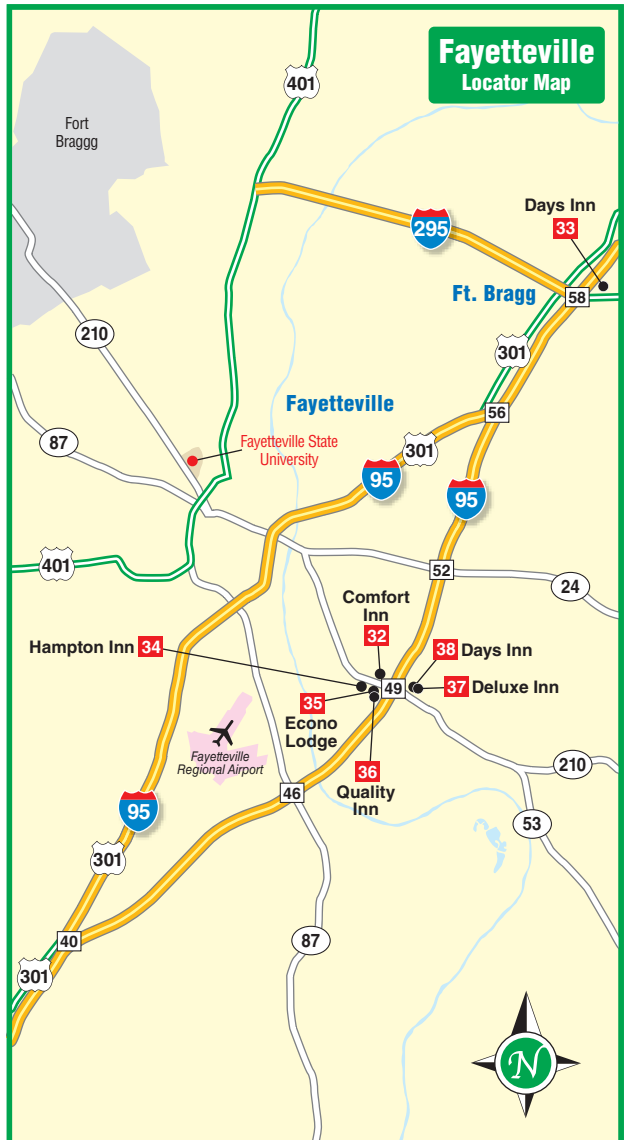 Fayetteville
Locator Map
401
Fort
Braggg
Days Inn
33
295
Ft. Bragg
58
210
301
Fayetteville
56
87
301
Fayetteville State
University
95
95
401
52
24
Comfort
Inn
32
Hampton Inn 34
38 Days Inn
49
37 Deluxe Inn
35
Econo
Lodge
Fayetteville
Regional Airport
36
Quality
Inn
210
46
95
53
301
40
87
301
N